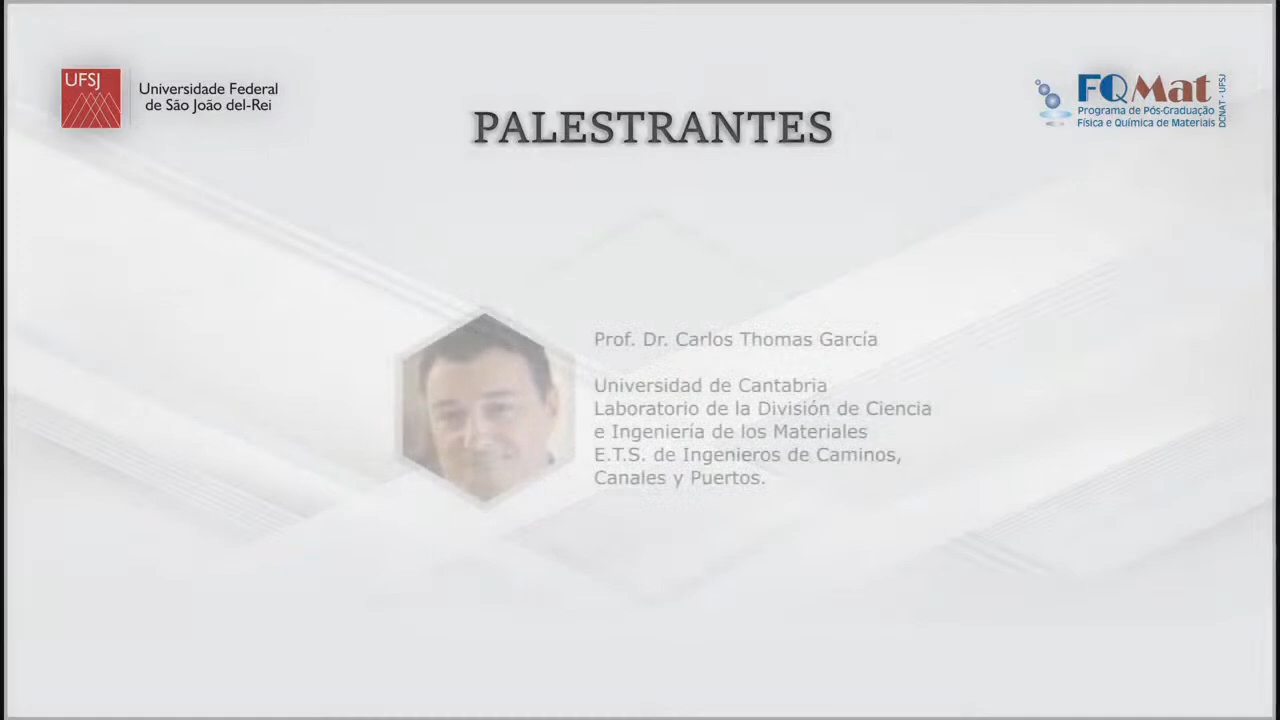 UFSJ
Universidade Federal
de São João del-Rei
PALESTRANTES
FQMat
Programa de Pós-Graduação
Física e Química de Materiais
DCNAT - UFSJ
Prof. Dr. Carlos Thomas García
Universidad de Cantabria
Laboratorio de la División de Ciencia
e Ingeniería de los Materiales
E.T.S. de Ingenieros de Caminos,
Canales y Puertos.